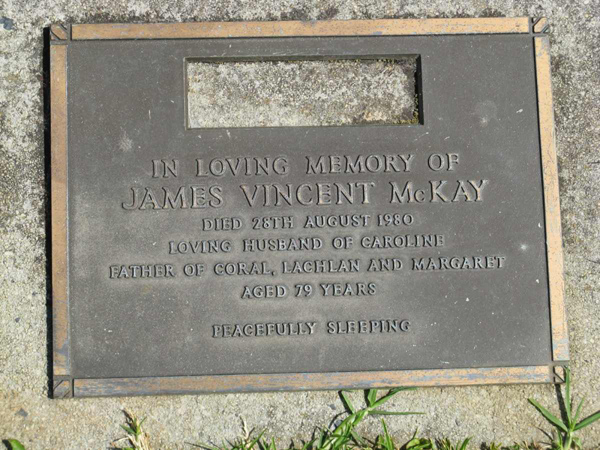 IN LOVING MEMORY OF
JAMES VINCENT McKAY
DIED 28TH AUGUST 1980
LOVING HUSBAND OF CAROLINE
FATHER OF CORAL, LACHLAN AND MARGARET
AGED 79 YEARS
PEACEFULLY SLEEPING